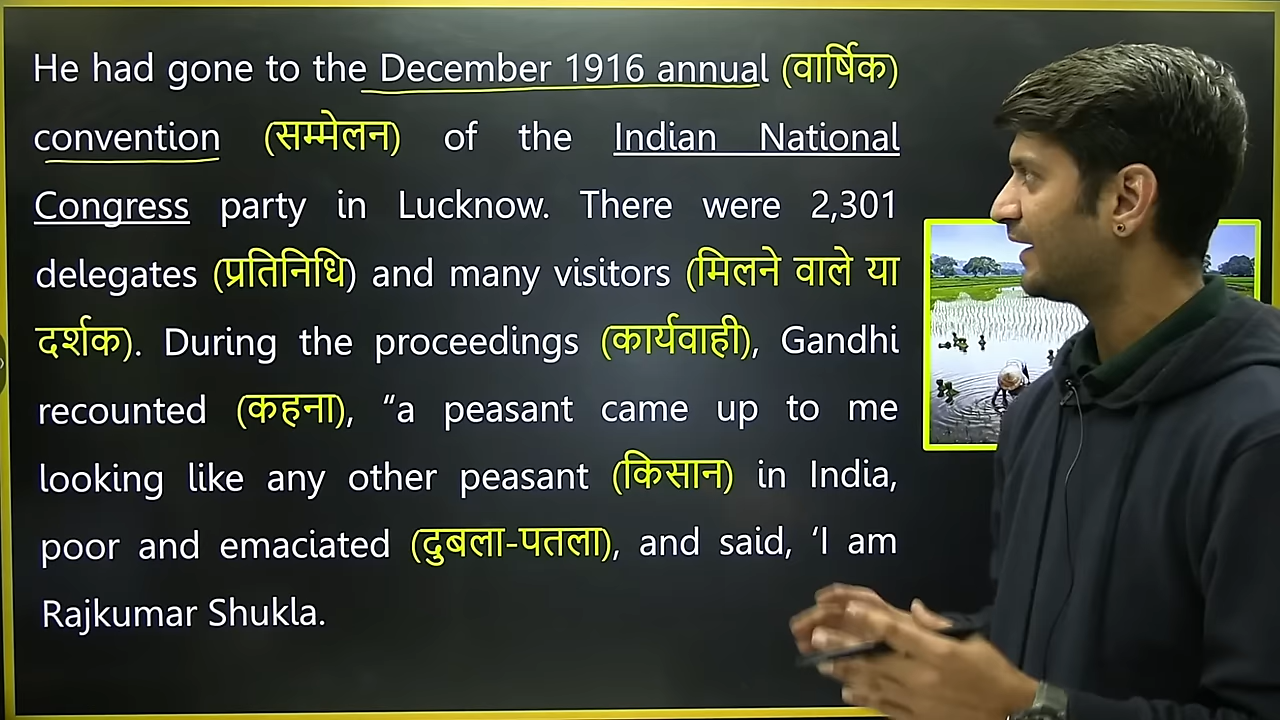 He had gone to the December 1916 annual (वार्षिक)
convention (सम्मेलन) of the Indian National
Congress party in Lucknow. There were 2,301
delegates (प्रतिनिधि) and many visitors (मिलने वाले या
दर्शक). During the proceedings (कार्यवाही), Gandhi
recounted (कहना), “a peasant came up to me
looking like any other peasant (किसान) in India,
poor and emaciated (दुबला-पतला), and said, ‘I am
Rajkumar Shukla.